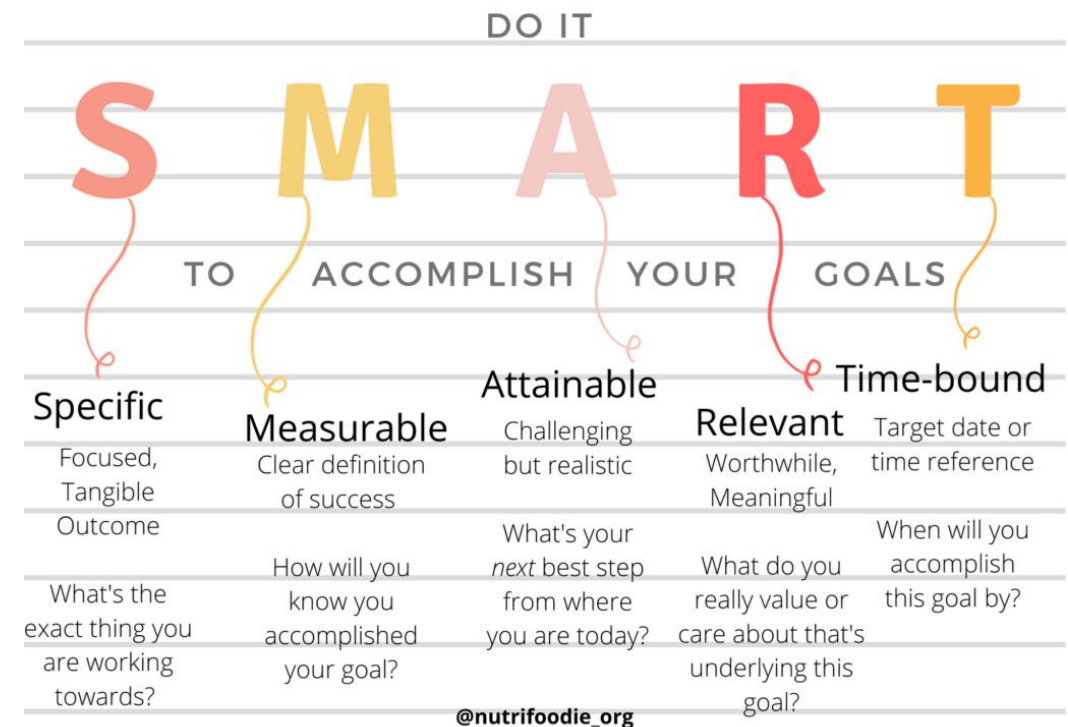 DO IT
SMART
TO ACCOMPLISH YOUR GOALS
Specific
Focused,
Tangible
Outcome
What's the
exact thing you
are working
towards?
Measurable
Clear definition
of success
How will you
know you
accomplished
your goal?
Attainable
Challenging
but realistic
What's your
next best step
from where
you are today?
Relevant
Worthwhile,
Meaningful
What do you
really value or
care about that's
underlying this
goal?
Time-bound
Target date or
time reference
When will you
accomplish
this goal by?
@nutrifoodie_org